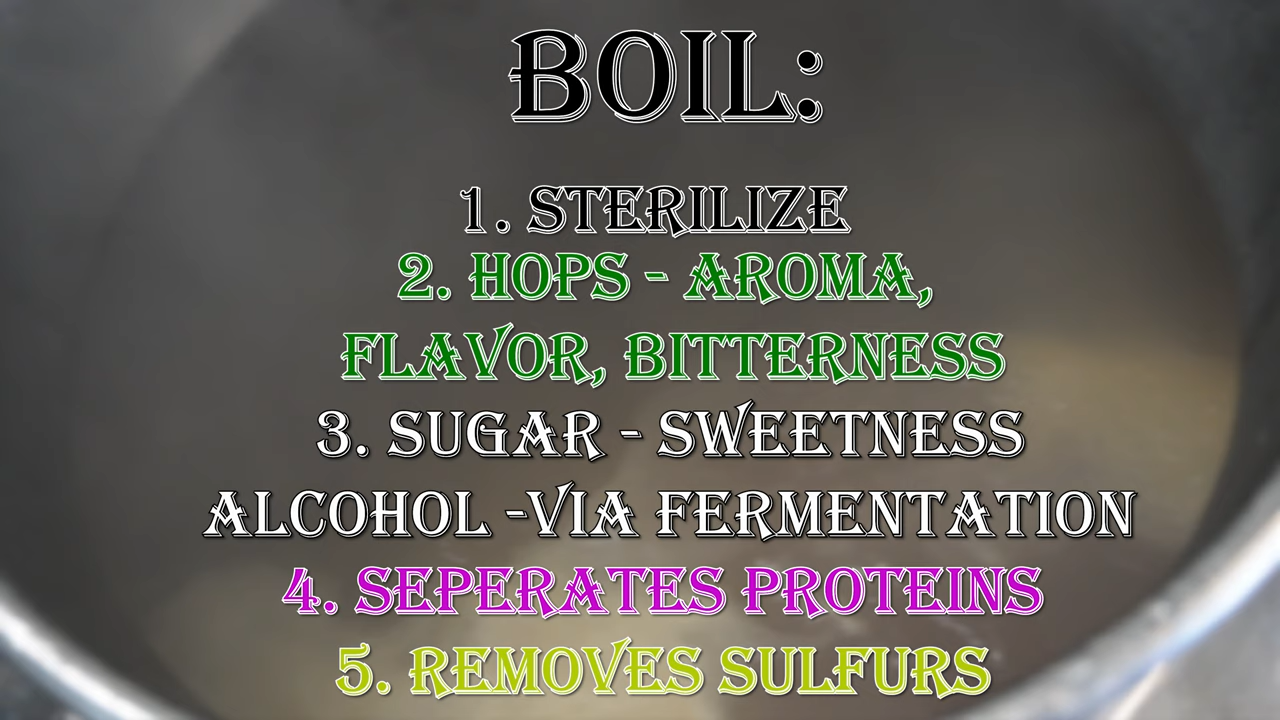 BOIL:
1. STERILIZE
2. HOPS - AROMA,
FLAVOR, BITTERNESS
3. SUGAR - SWEETNESS
ALCOHOL -VIA FERMENTATION
4. SEPERATES PROTEINS
5. REMOVES SULFURS